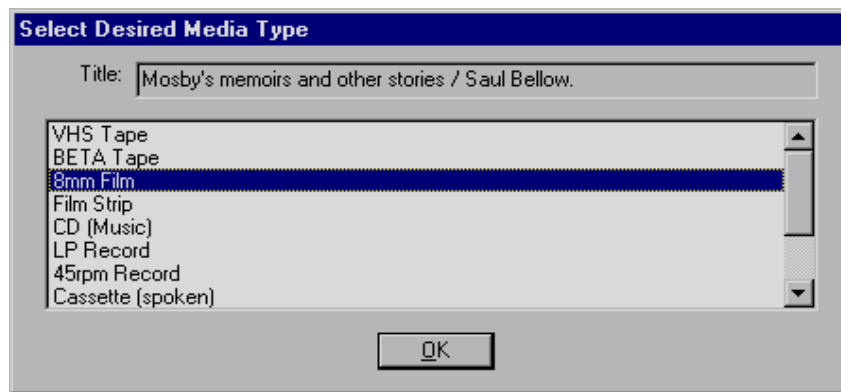 Select Desired Media Type
Title: Mosby's memoirs and other stories / Saul Bellow.
VHS Tape
BETA Tape
8mm Film
Film Strip
CD (Music)
LP Record
45rpm Record
Cassette (spoken)
OK